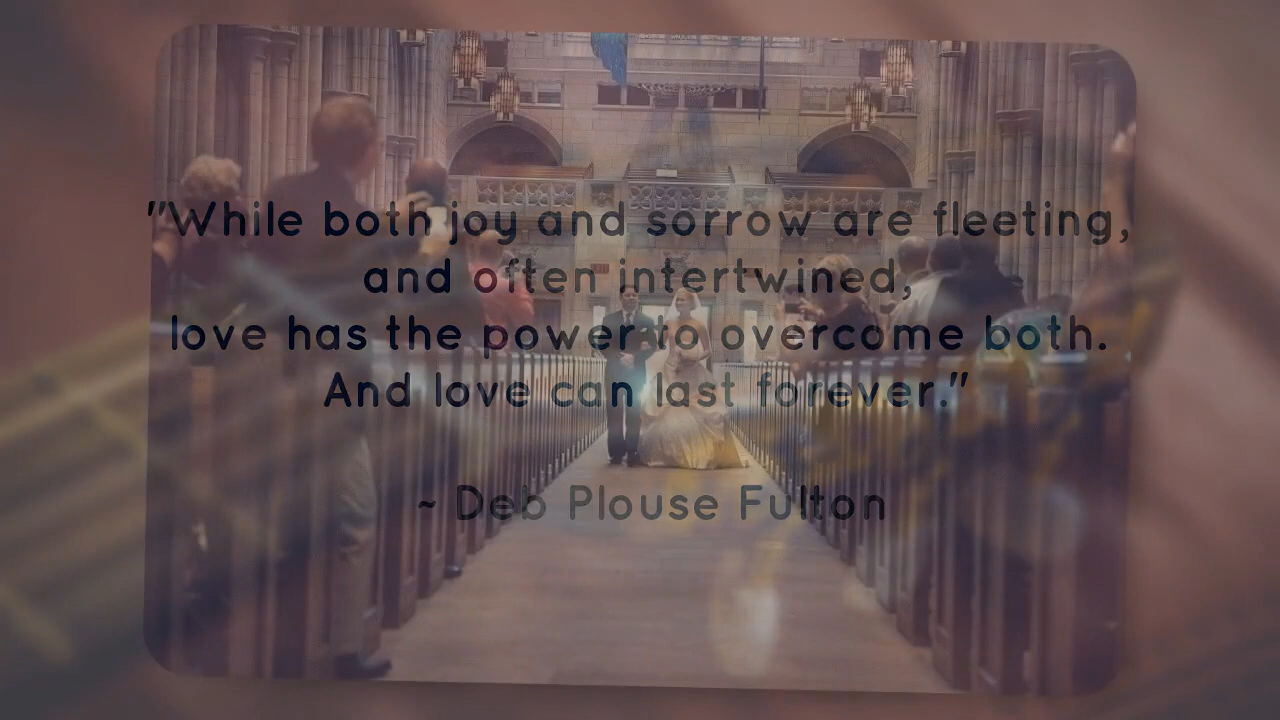 "While both joy and sorrow are fleeting,
and often intertwined,
love has the power to overcome both.
And love can last forever."
~ Deb Plouse Fulton